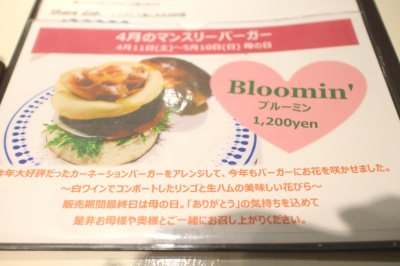 Share
4月のマンスリーバーガー
4月11日(土)～5月10日(日) 母の日
Bloomin'
ブルーミン
1,200yen
昨年大好評だったカーネーションバーガーをアレンジして、今年もバーガーにお花を咲かせました。
～白ワインでコンポートしたリンゴと生ハムの美味しい花びら～
販売期間最終日は母の日。「ありがとう」の気持ちを込めて
是非お母様や奥様とご一緒にお召し上がりください。